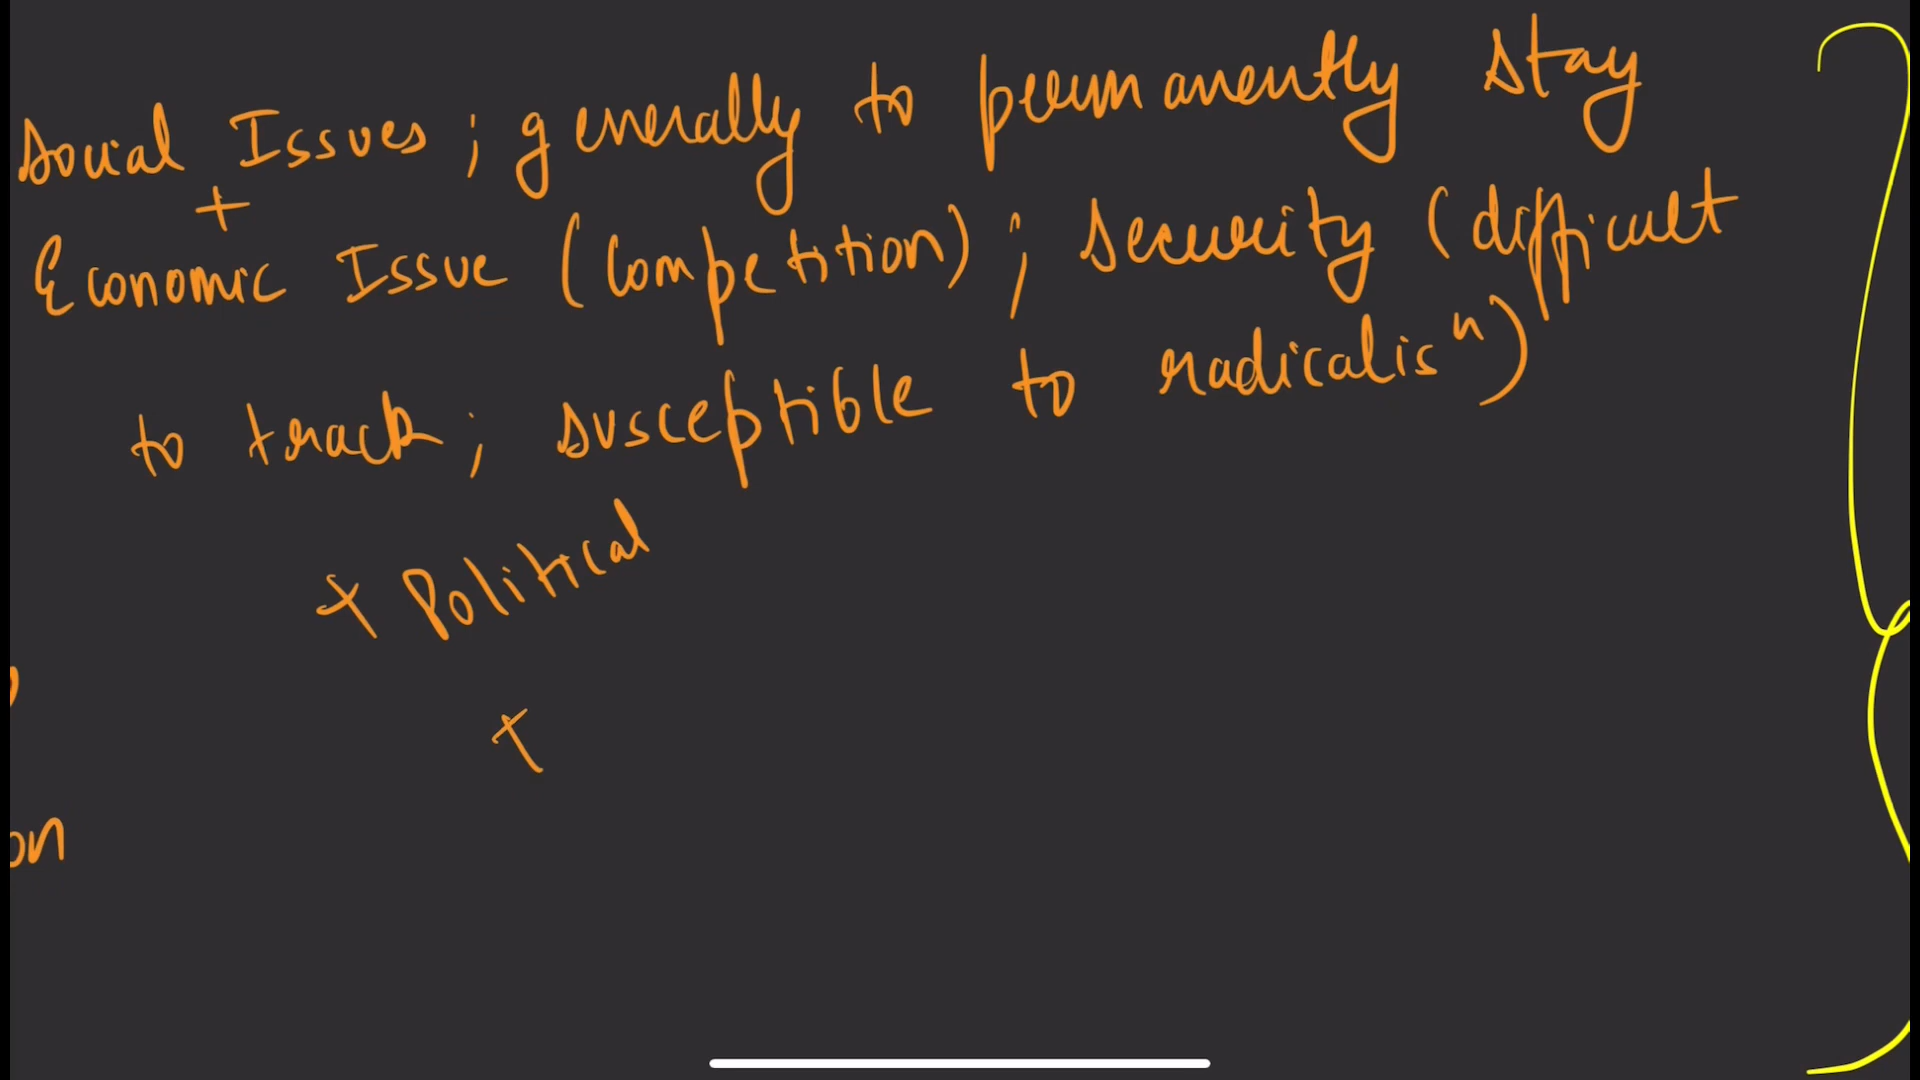 Social Issues ; generally to permanently stay
+
Economic Issue (Competition) ; Security (difficult
to track ; susceptible to radicalisⁿ)
+ Political
+
on